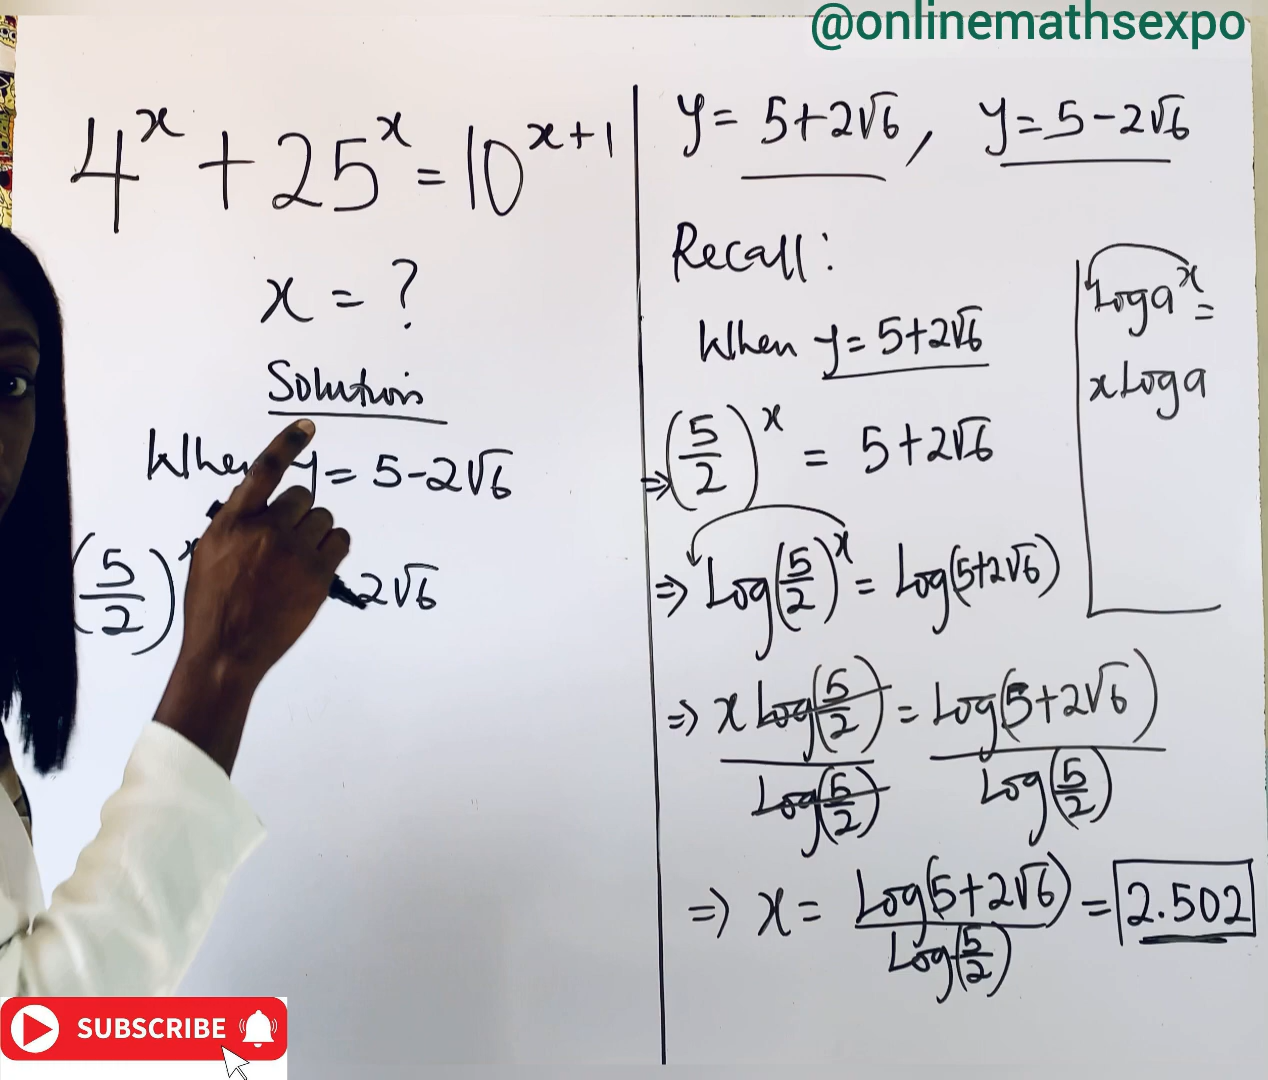 @onlinemathsexpo
4^x + 25^x = 10^(x+1)
x = ?
Solution
When y = 5-2√6
(5/2)^x 2√6
y = 5+2√6, y = 5-2√6
Recall:
When y = 5+2√6
⇒ (5/2)^x = 5+2√6
⇒ Log(5/2)^x = Log(5+2√6)
⇒ x Log(5/2) / Log(5/2) = Log(5+2√6) / Log(5/2)
⇒ x = Log(5+2√6) / Log(5/2) = 2.502
Log a^x =
x Log a
SUBSCRIBE